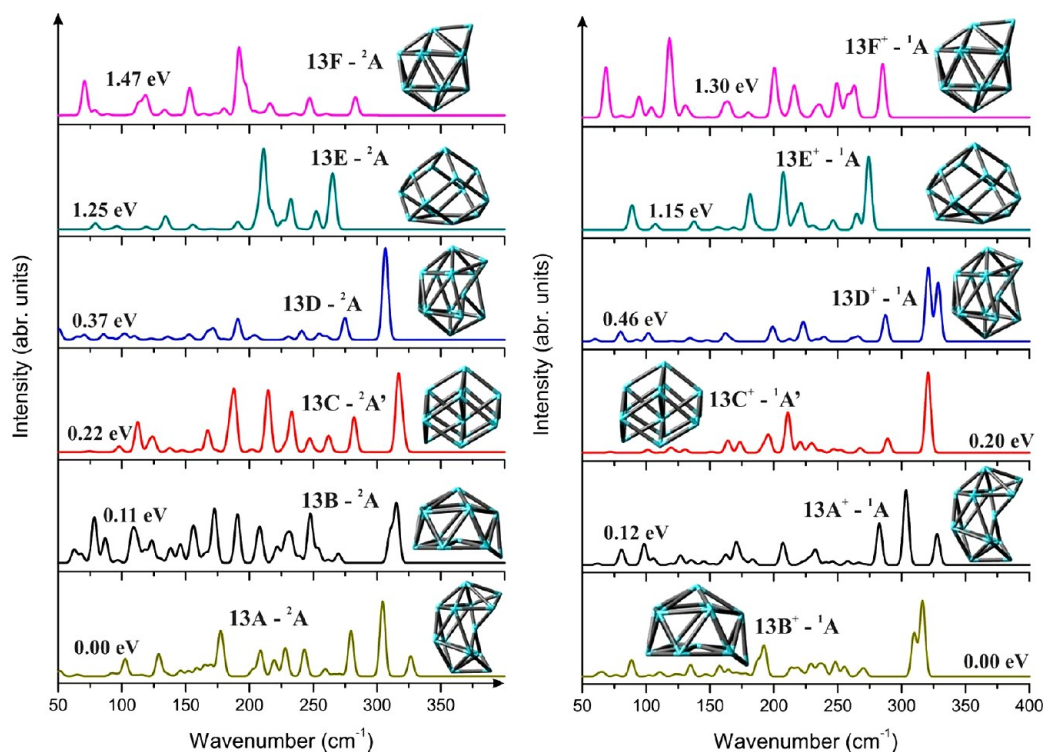 13F - ²A
1.47 eV
13E - ²A
1.25 eV
13D - ²A
0.37 eV
13C - ²A’
0.22 eV
13B - ²A
0.11 eV
13A - ²A
0.00 eV
Intensity (abr. units)
50 100 150 200 250 300 350
Wavenumber (cm⁻¹)
13F⁺ - ¹A
1.30 eV
13E⁺ - ¹A
1.15 eV
13D⁺ - ¹A
0.46 eV
13C⁺ - ¹A’
0.20 eV
13A⁺ - ¹A
0.12 eV
13B⁺ - ¹A
0.00 eV
Intensity (abr. units)
50 100 150 200 250 300 350 400
Wavenumber (cm⁻¹)